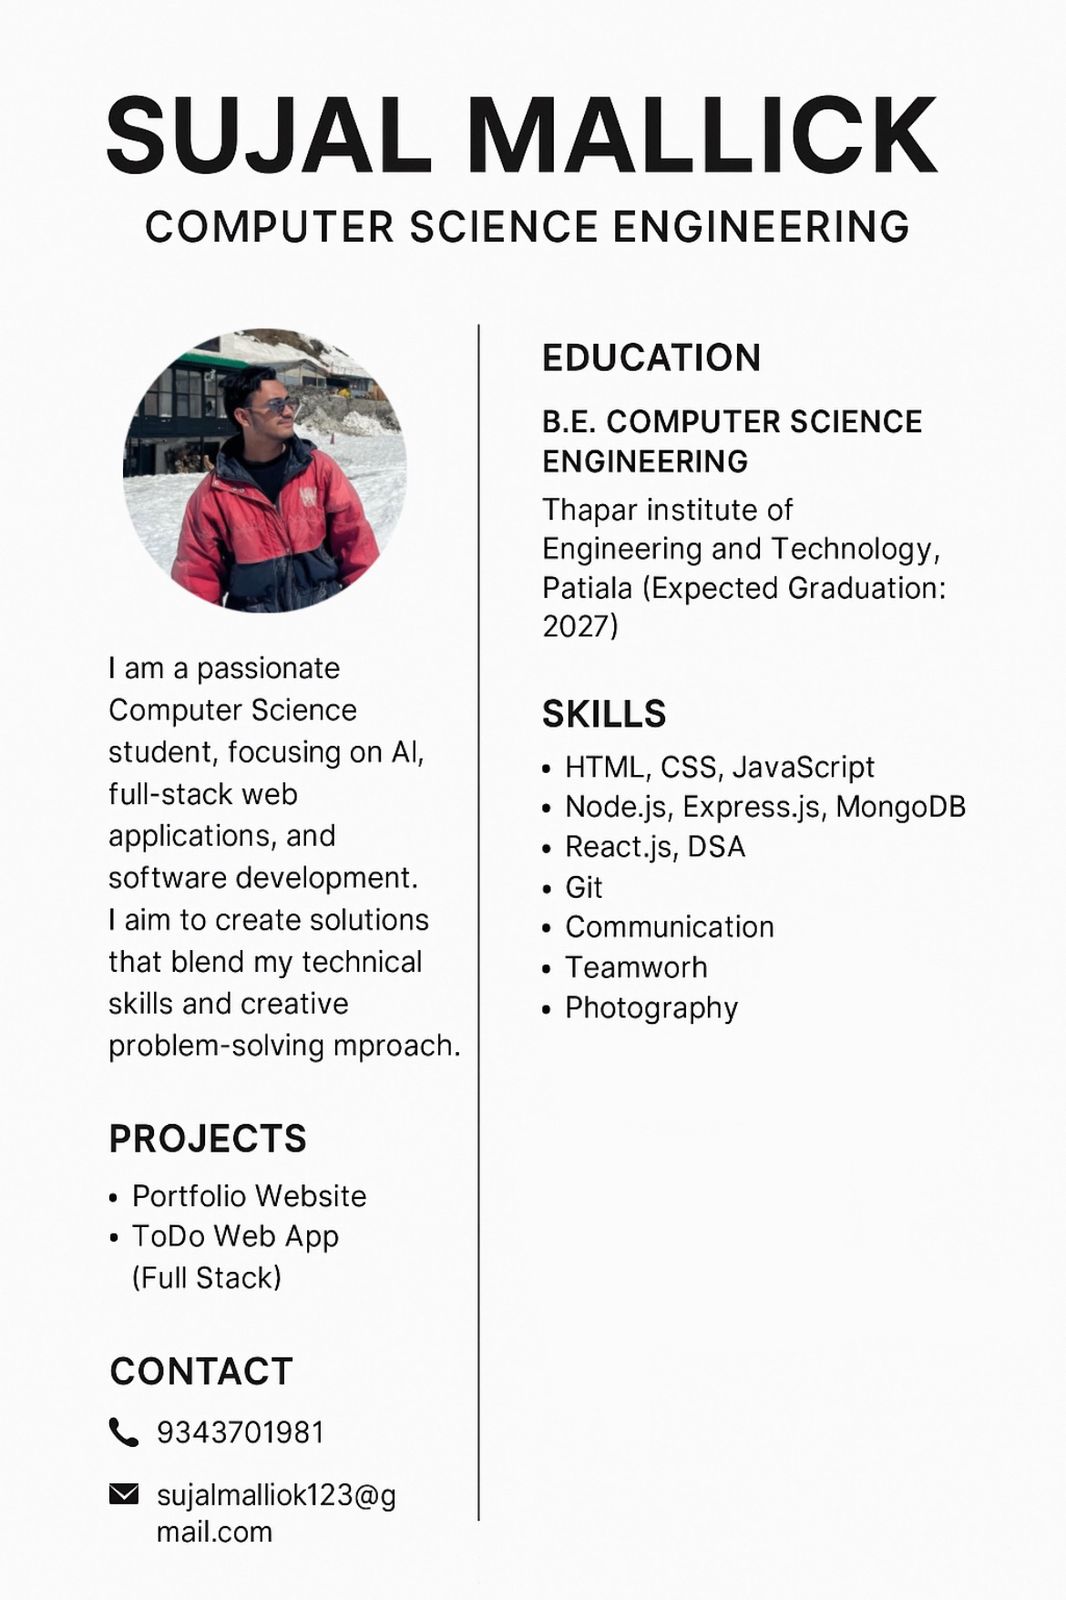 SUJAL MALLICK
COMPUTER SCIENCE ENGINEERING
I am a passionate
Computer Science
student, focusing on AI,
full-stack web
applications, and
software development.
I aim to create solutions
that blend my technical
skills and creative
problem-solving mproach.
PROJECTS
• Portfolio Website
• ToDo Web App
(Full Stack)
CONTACT
9343701981
sujalmalliok123@g
mail.com
EDUCATION
B.E. COMPUTER SCIENCE
ENGINEERING
Thapar institute of
Engineering and Technology,
Patiala (Expected Graduation:
2027)
SKILLS
• HTML, CSS, JavaScript
• Node.js, Express.js, MongoDB
• React.js, DSA
• Git
• Communication
• Teamworh
• Photography